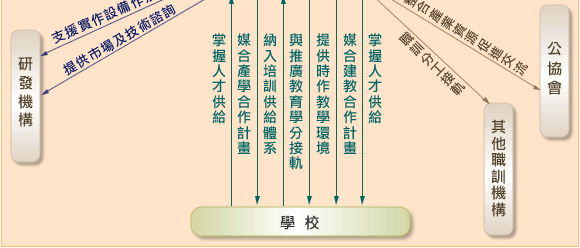 支援實作設備作
提供市場及技術諮詢
整合產業資源促進交流
職訓分工接軌
研發機構
掌握人才供給
媒合產學合作計畫
納入培訓供給體系
與推廣教育學分接軌
提供時作教學環境
媒合建教合作計畫
掌握人才供給
公協會
其他職訓機構
學校